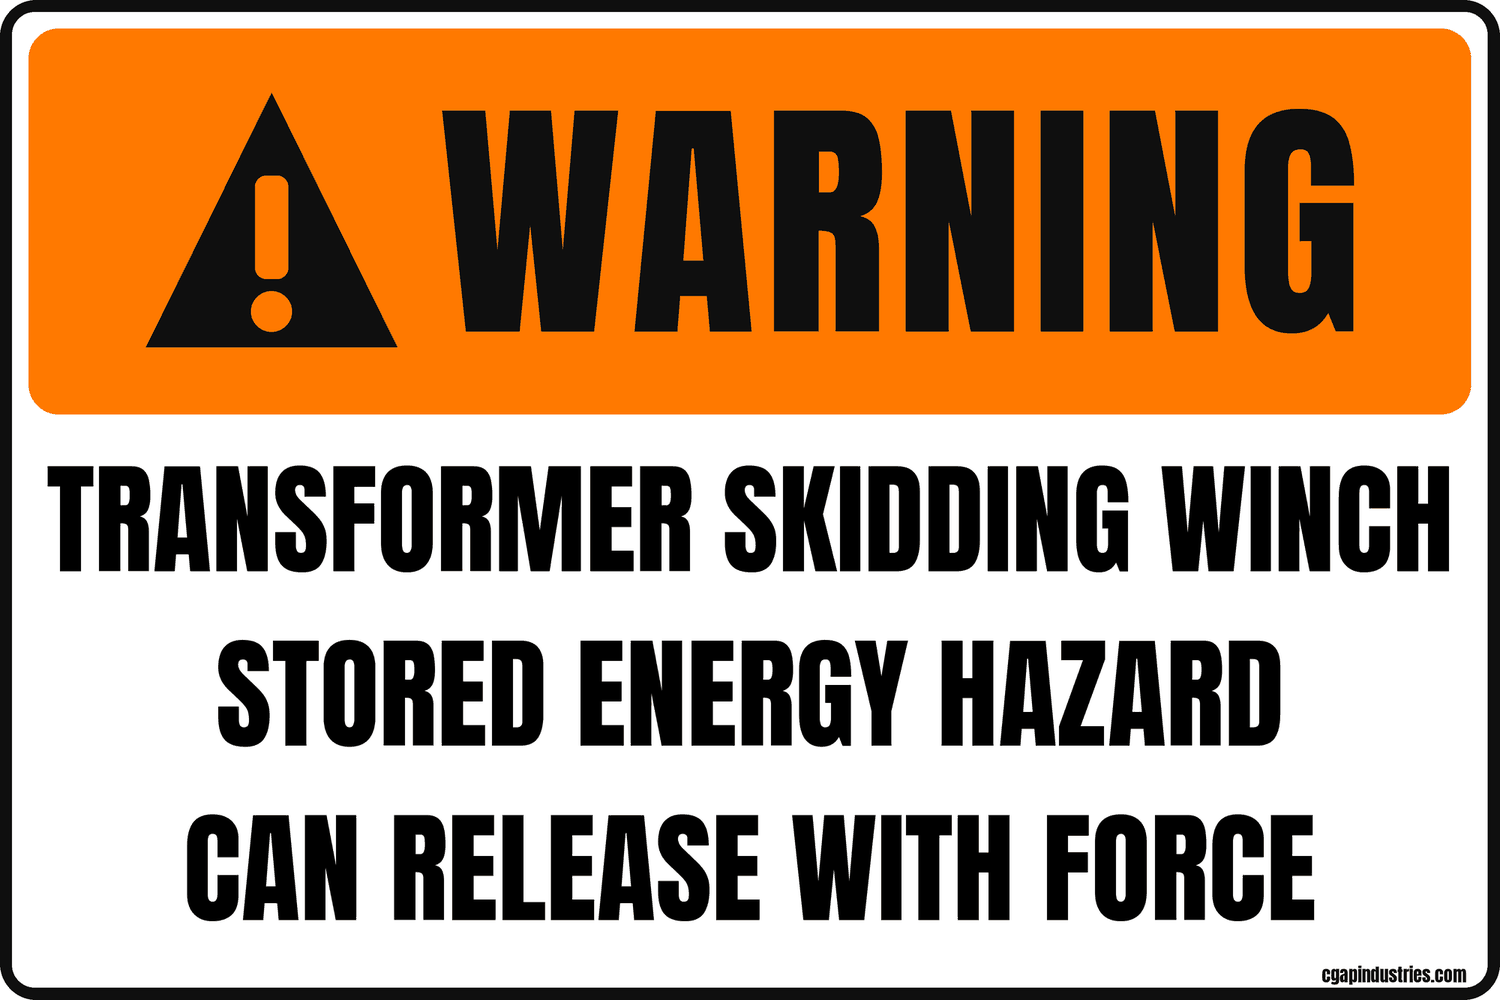 WARNING
TRANSFORMER SKIDDING WINCH
STORED ENERGY HAZARD
CAN RELEASE WITH FORCE
cgapindustries.com